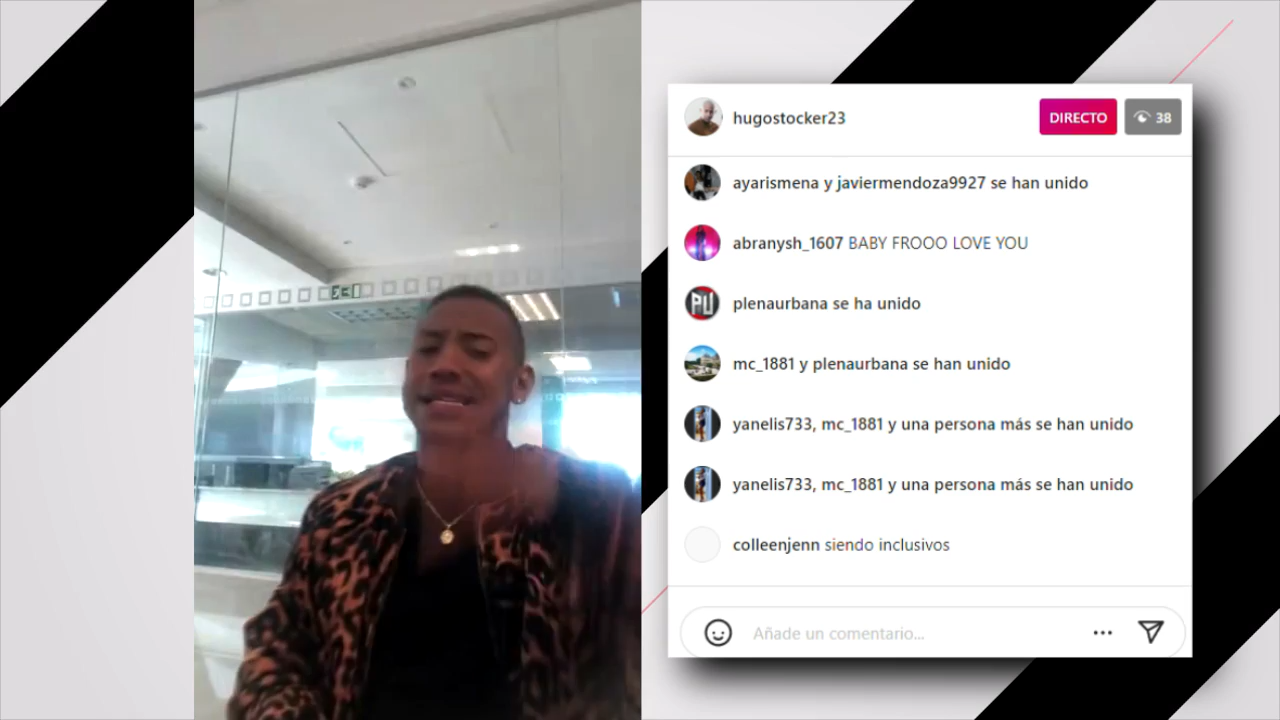 hugostocker23
DIRECTO
38
ayarismena y javiermendoza9927 se han unido
abranysh_1607 BABY FROOO LOVE YOU
PU
plenaurbana se ha unido
mc_1881 y plenaurbana se han unido
yanelis733, mc_1881 y una persona más se han unido
yanelis733, mc_1881 y una persona más se han unido
colleenjenn siendo inclusivos
Añade un comentario...